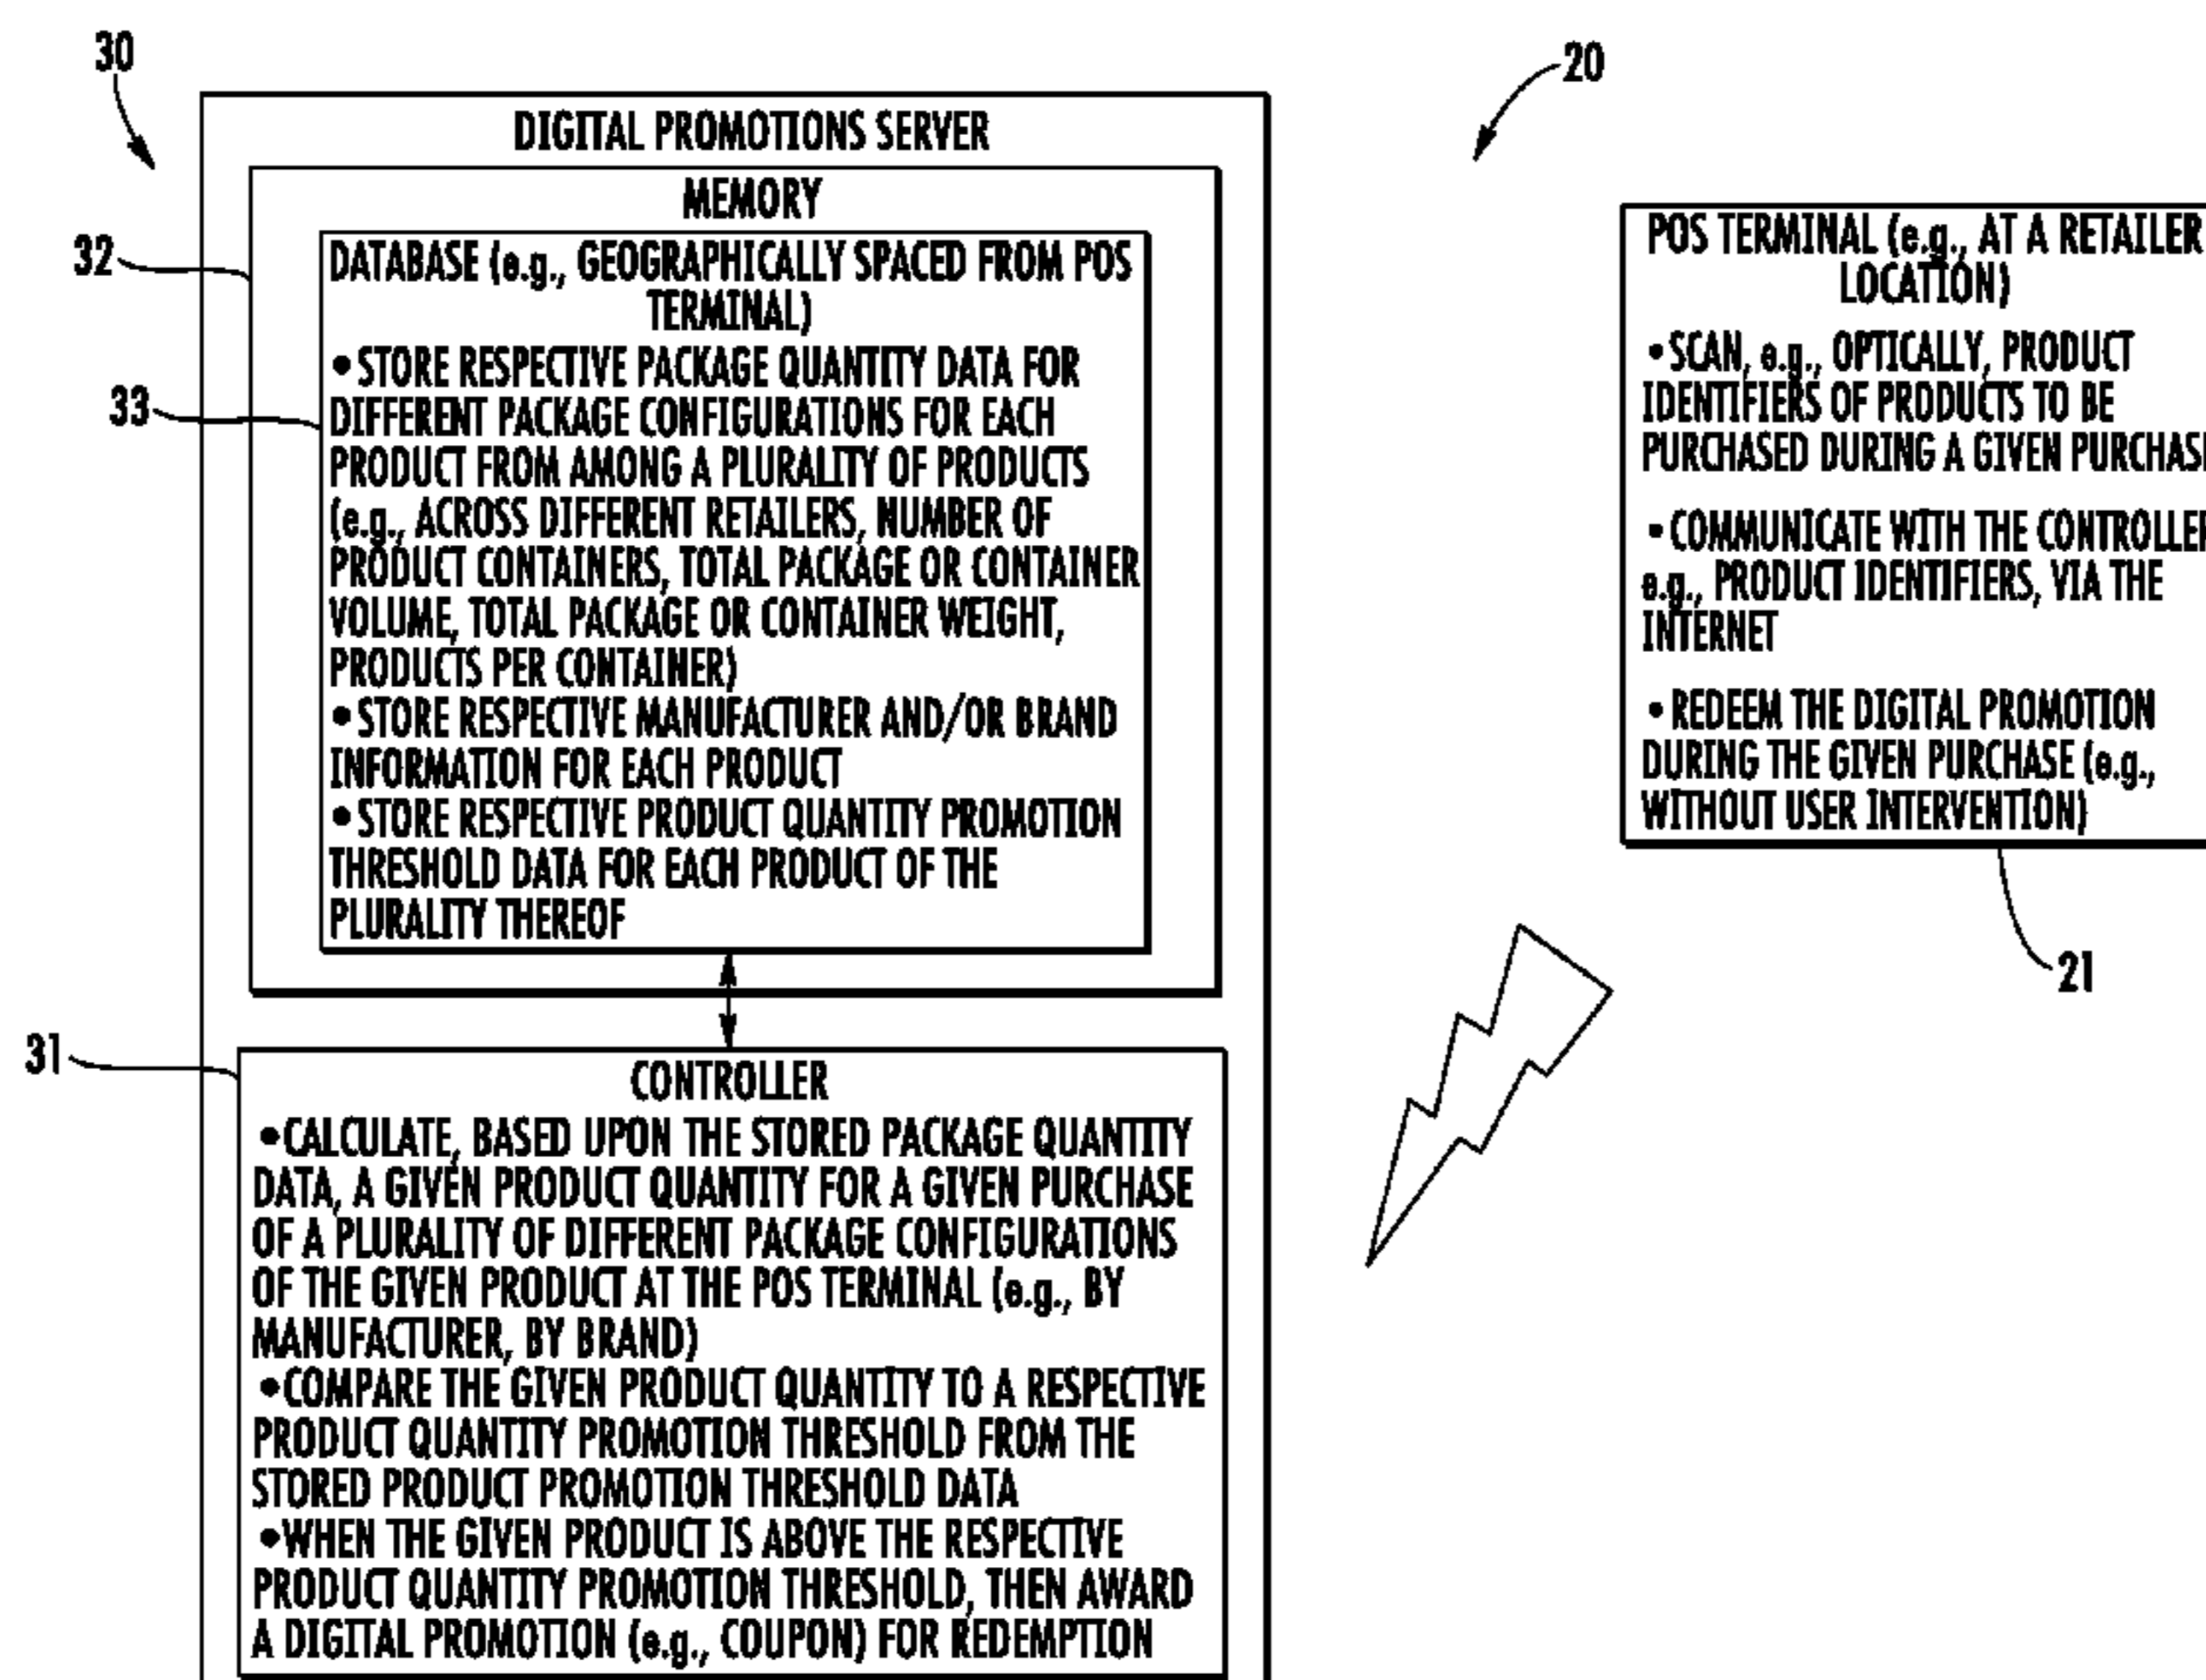 30
20
DIGITAL PROMOTIONS SERVER
MEMORY
32
DATABASE (e.g., GEOGRAPHICALLY SPACED FROM POS
TERMINAL)
•STORE RESPECTIVE PACKAGE QUANTITY DATA FOR
33
DIFFERENT PACKAGE CONFIGURATIONS FOR EACH
PRODUCT FROM AMONG A PLURALITY OF PRODUCTS
(e.g., ACROSS DIFFERENT RETAILERS, NUMBER OF
PRODUCT CONTAINERS, TOTAL PACKAGE OR CONTAINER
VOLUME, TOTAL PACKAGE OR CONTAINER WEIGHT,
PRODUCTS PER CONTAINER)
•STORE RESPECTIVE MANUFACTURER AND/OR BRAND
INFORMATION FOR EACH PRODUCT
•STORE RESPECTIVE PRODUCT QUANTITY PROMOTION
THRESHOLD DATA FOR EACH PRODUCT OF THE
PLURALITY THEREOF
31
CONTROLLER
•CALCULATE, BASED UPON THE STORED PACKAGE QUANTITY
DATA, A GIVEN PRODUCT QUANTITY FOR A GIVEN PURCHASE
OF A PLURALITY OF DIFFERENT PACKAGE CONFIGURATIONS
OF THE GIVEN PRODUCT AT THE POS TERMINAL (e.g., BY
MANUFACTURER, BY BRAND)
•COMPARE THE GIVEN PRODUCT QUANTITY TO A RESPECTIVE
PRODUCT QUANTITY PROMOTION THRESHOLD FROM THE
STORED PRODUCT PROMOTION THRESHOLD DATA
•WHEN THE GIVEN PRODUCT IS ABOVE THE RESPECTIVE
PRODUCT QUANTITY PROMOTION THRESHOLD, THEN AWARD
A DIGITAL PROMOTION (e.g., COUPON) FOR REDEMPTION
POS TERMINAL (e.g., AT A RETAILER
LOCATION)
•SCAN, e.g., OPTICALLY, PRODUCT
IDENTIFIERS OF PRODUCTS TO BE
PURCHASED DURING A GIVEN PURCHASE
•COMMUNICATE WITH THE CONTROLLER
e.g., PRODUCT IDENTIFIERS, VIA THE
INTERNET
•REDEEM THE DIGITAL PROMOTION
DURING THE GIVEN PURCHASE (e.g.,
WITHOUT USER INTERVENTION)
21